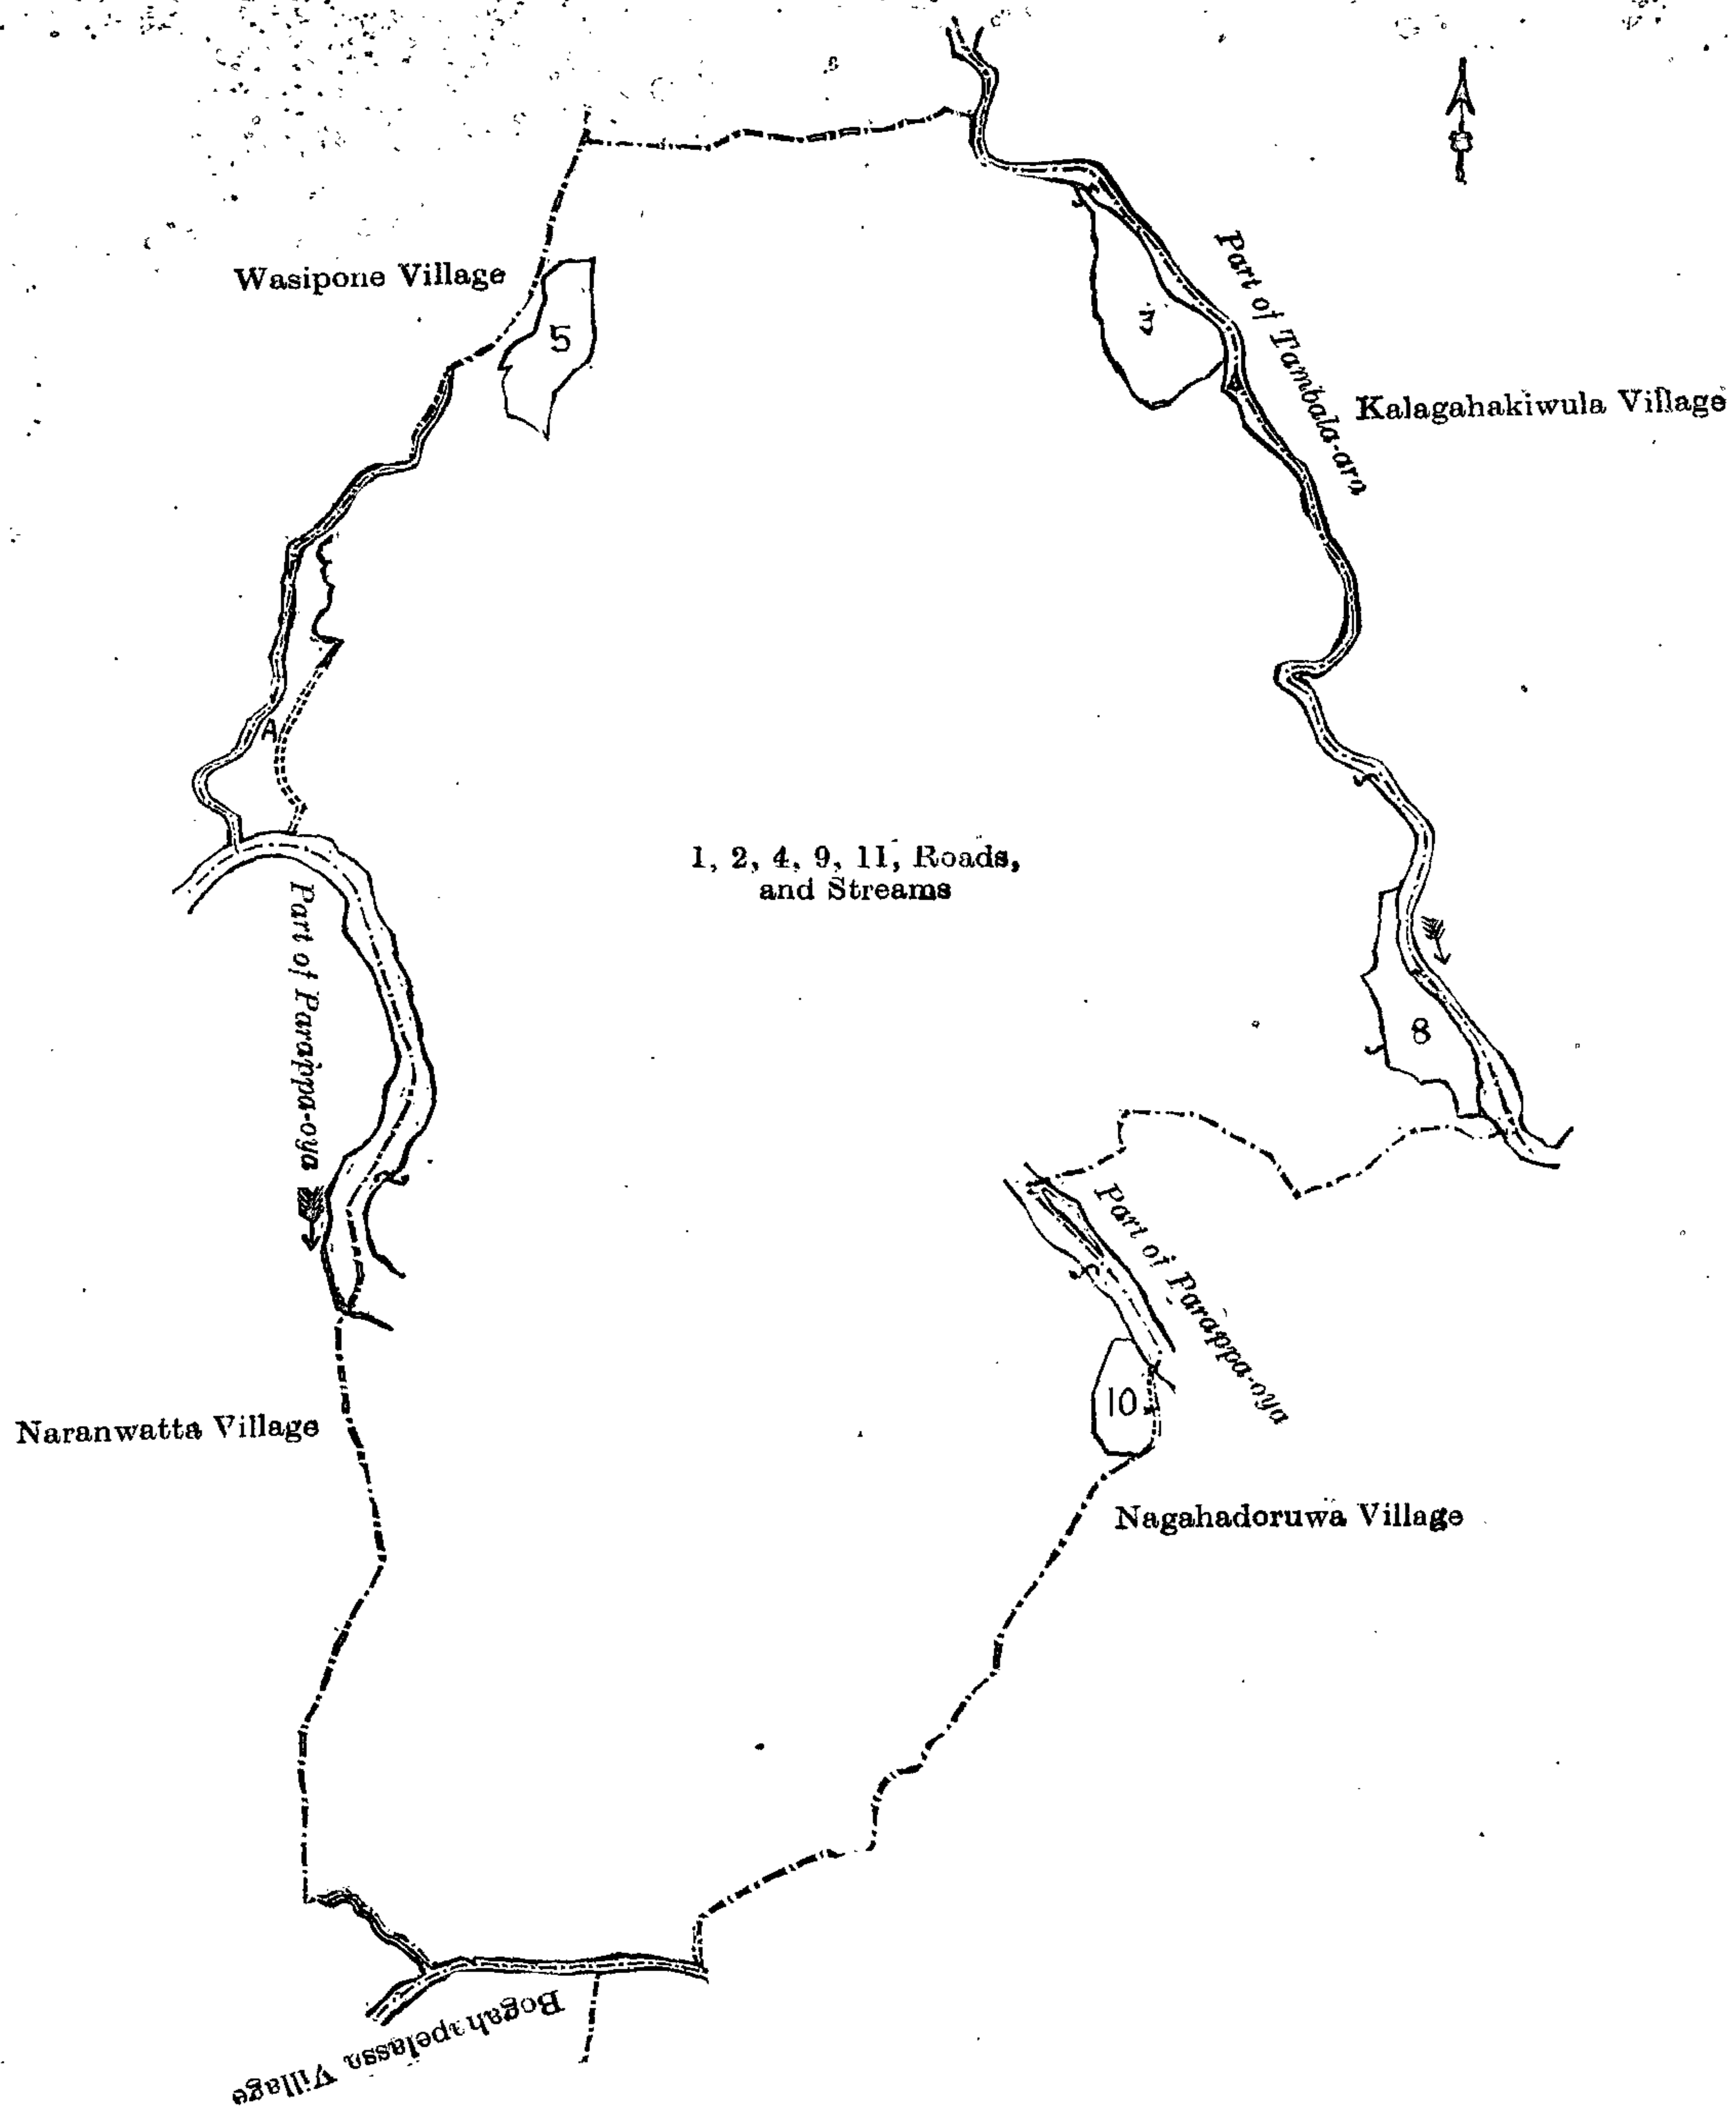 Wasipone Village
5
3
Part of Tambala-ara
Kalagahakiwula Village
A
1, 2, 4, 9, 11, Roads,
and Streams
Part of Parappa-oya
8
Part of Parappa-oya
10
Naranwatta Village
Nagahadoruwa Village
Bogahapelassa Village